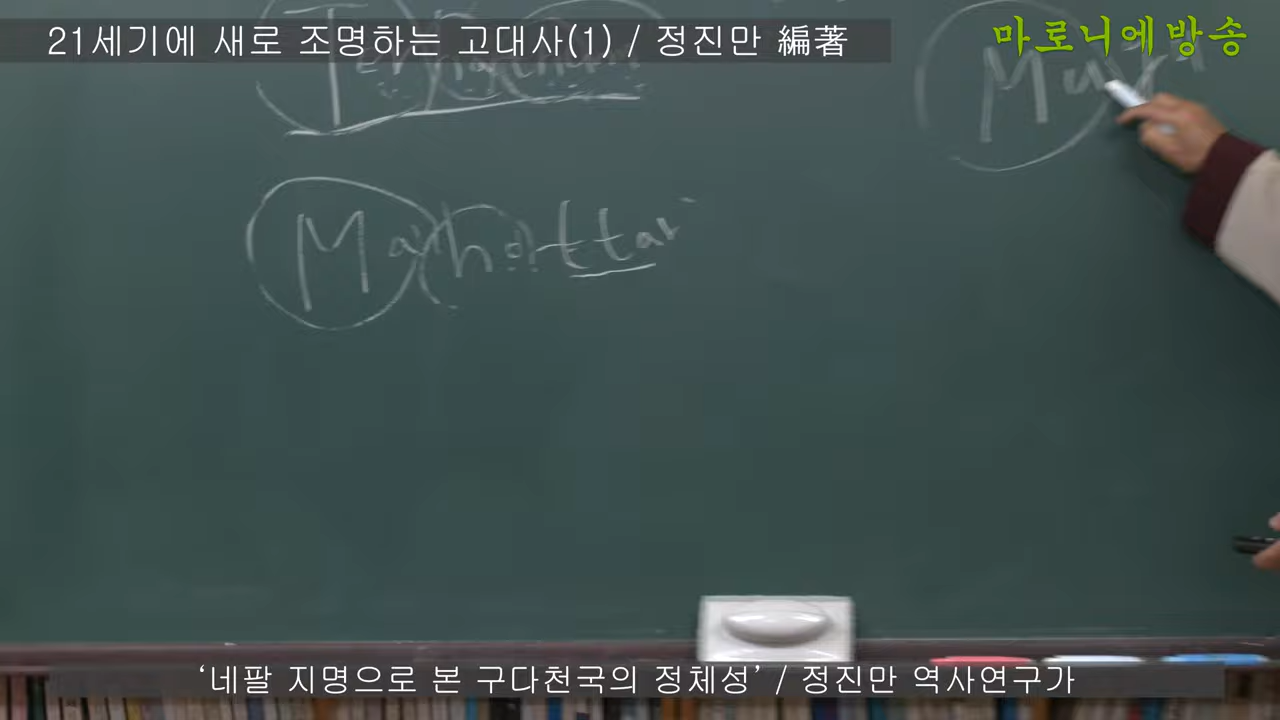 21세기에 새로 조명하는 고대사(1) / 정진만 編著
마로니에방송
Mahottar
‘네팔 지명으로 본 구다천국의 정체성’ / 정진만 역사연구가